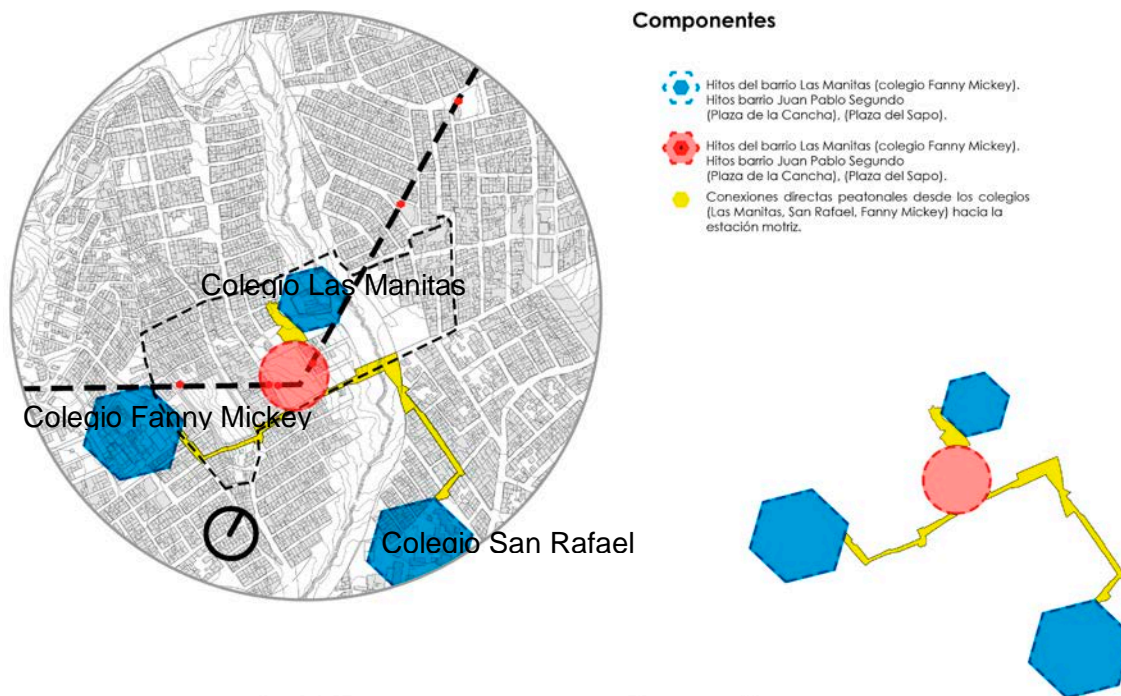 Componentes
Hitos del barrio Las Manitas (colegio Fanny Mickey).
Hitos barrio Juan Pablo Segundo
(Plaza de la Cancha), (Plaza del Sapo).
Hitos del barrio Las Manitas (colegio Fanny Mickey).
Hitos barrio Juan Pablo Segundo
(Plaza de la Cancha), (Plaza del Sapo).
Conexiones directas peatonales desde los colegios
(Las Manitas, San Rafael, Fanny Mickey) hacia la
estación motriz.
Colegio Las Manitas
Colegio Fanny Mickey
Colegio San Rafael